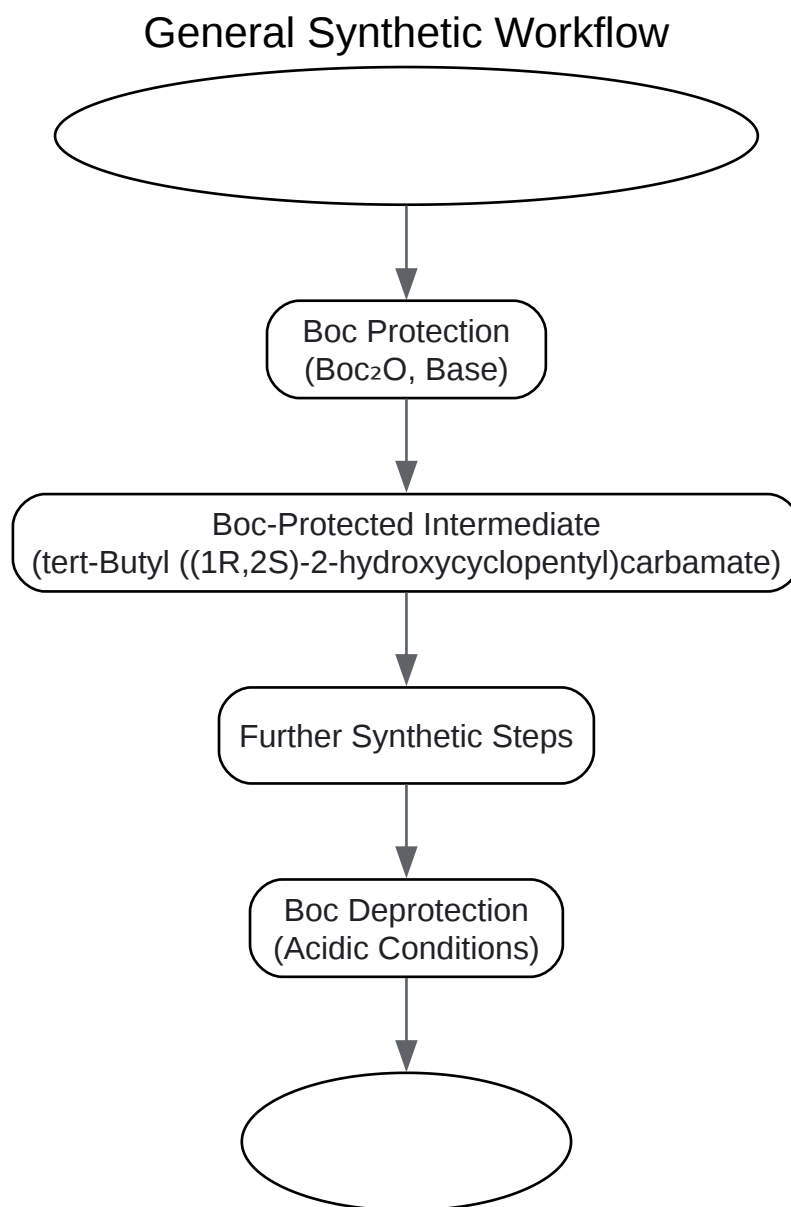 General Synthetic Workflow
Boc Protection
(Boc₂O, Base)
Boc-Protected Intermediate
(tert-Butyl ((1R,2S)-2-hydroxycyclopentyl)carbamate)
Further Synthetic Steps
Boc Deprotection
(Acidic Conditions)